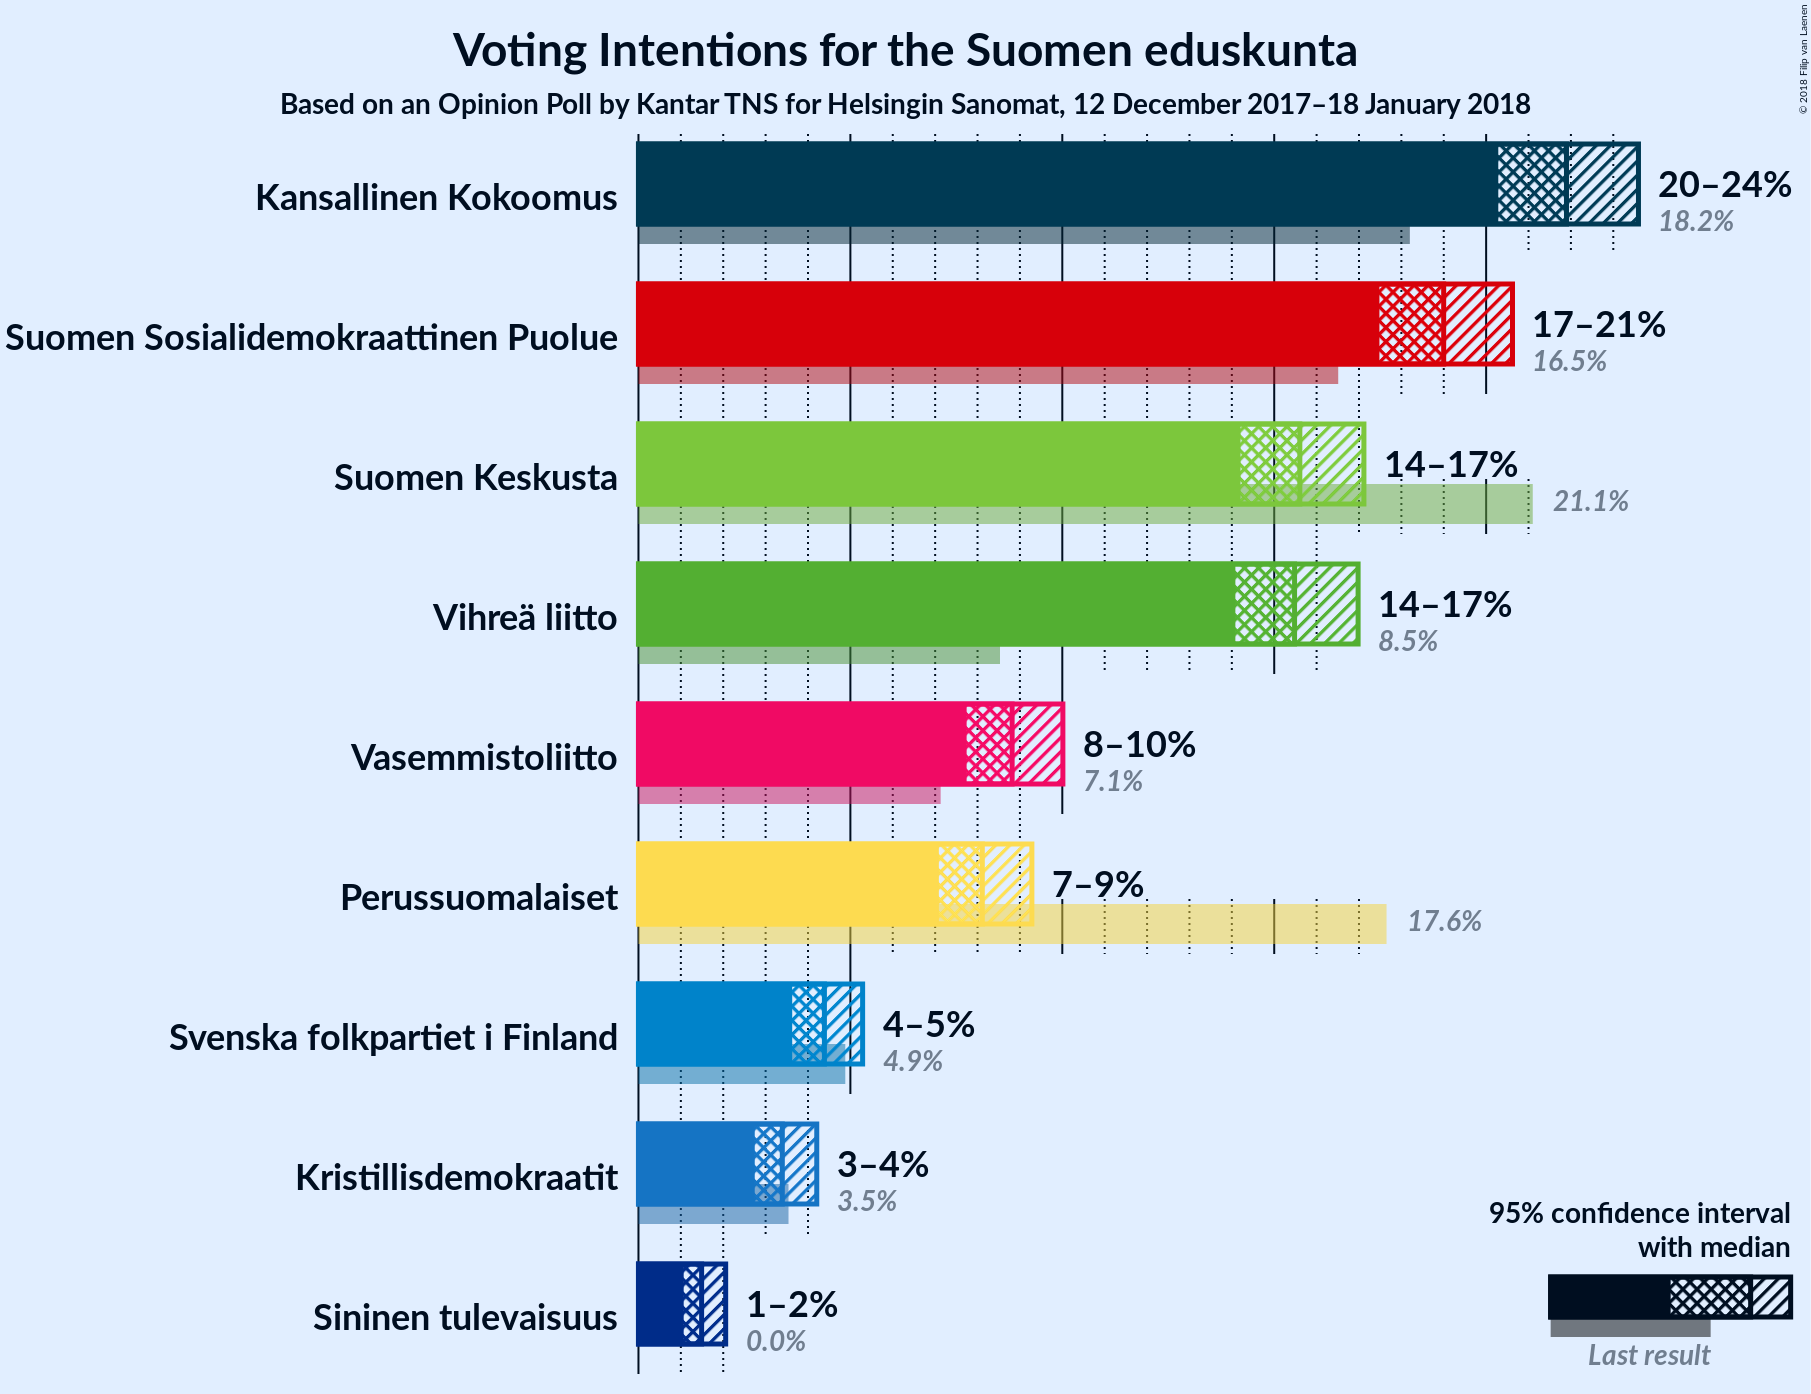 Voting Intentions for the Suomen eduskunta
Based on an Opinion Poll by Kantar TNS for Helsingin Sanomat, 12 December 2017–18 January 2018
© 2018 Filip van Laenen
Kansallinen Kokoomus
20–24%
18.2%
Suomen Sosialidemokraattinen Puolue
17–21%
16.5%
Suomen Keskusta
14–17%
21.1%
Vihreä liitto
14–17%
8.5%
Vasemmistoliitto
8–10%
7.1%
Perussuomalaiset
7–9%
17.6%
Svenska folkpartiet i Finland
4–5%
4.9%
Kristillisdemokraatit
3–4%
3.5%
Sininen tulevaisuus
1–2%
0.0%
95% confidence interval
with median
Last result